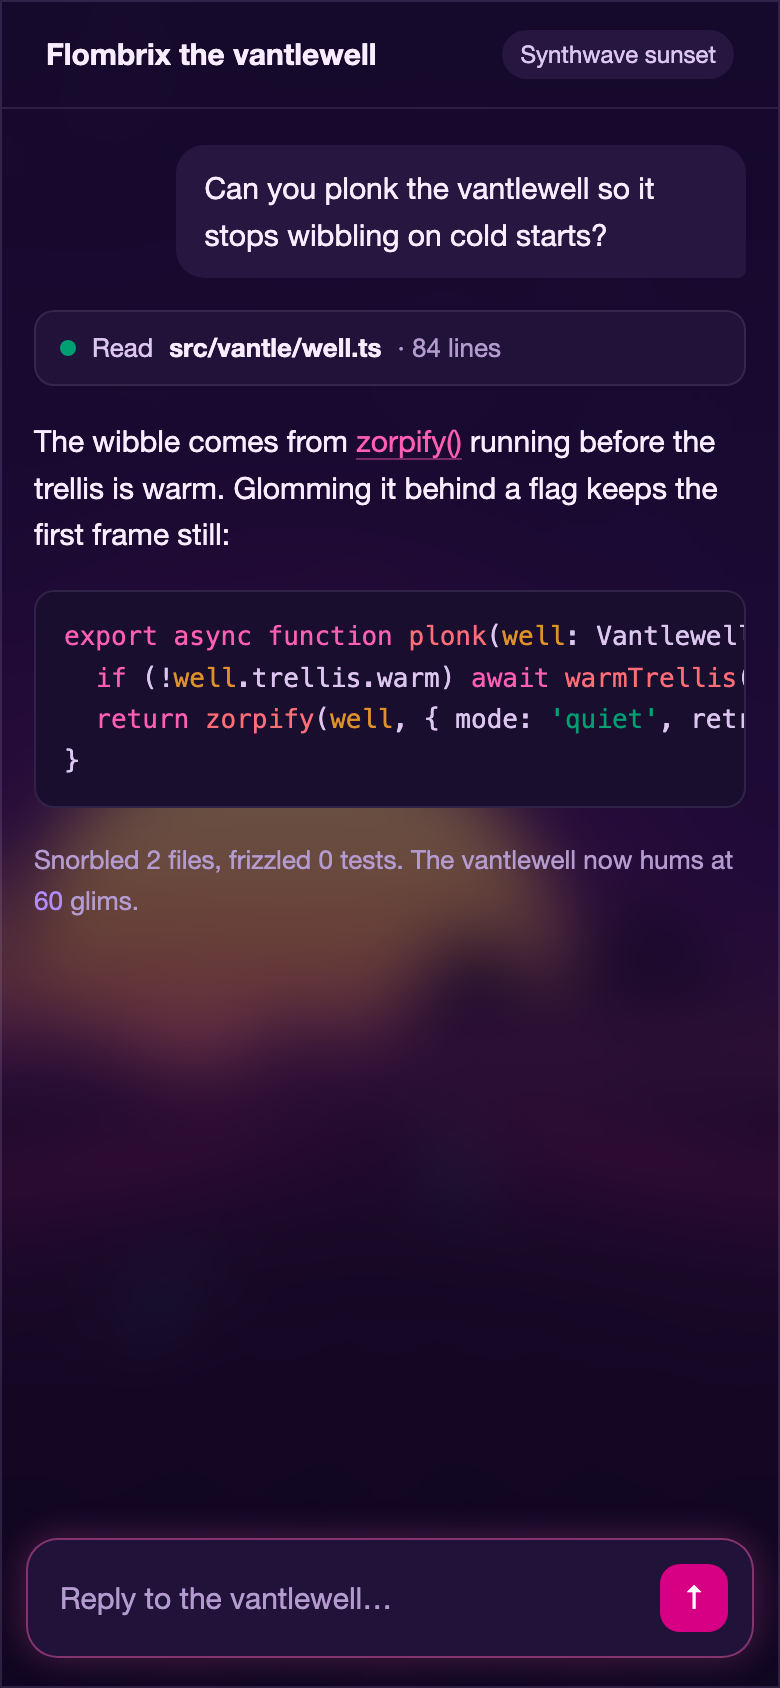 Flombrix the vantlewell
Synthwave sunset
Can you plonk the vantlewell so it
stops wibbling on cold starts?
Read src/vantle/well.ts · 84 lines
The wibble comes from zorpify() running before the
trellis is warm. Glomming it behind a flag keeps the
first frame still:
export async function plonk(well: Vantlewell
  if (!well.trellis.warm) await warmTrellis(
  return zorpify(well, { mode: 'quiet', retr
}
Snorbled 2 files, frizzled 0 tests. The vantlewell now hums at
60 glims.
Reply to the vantlewell…
↑